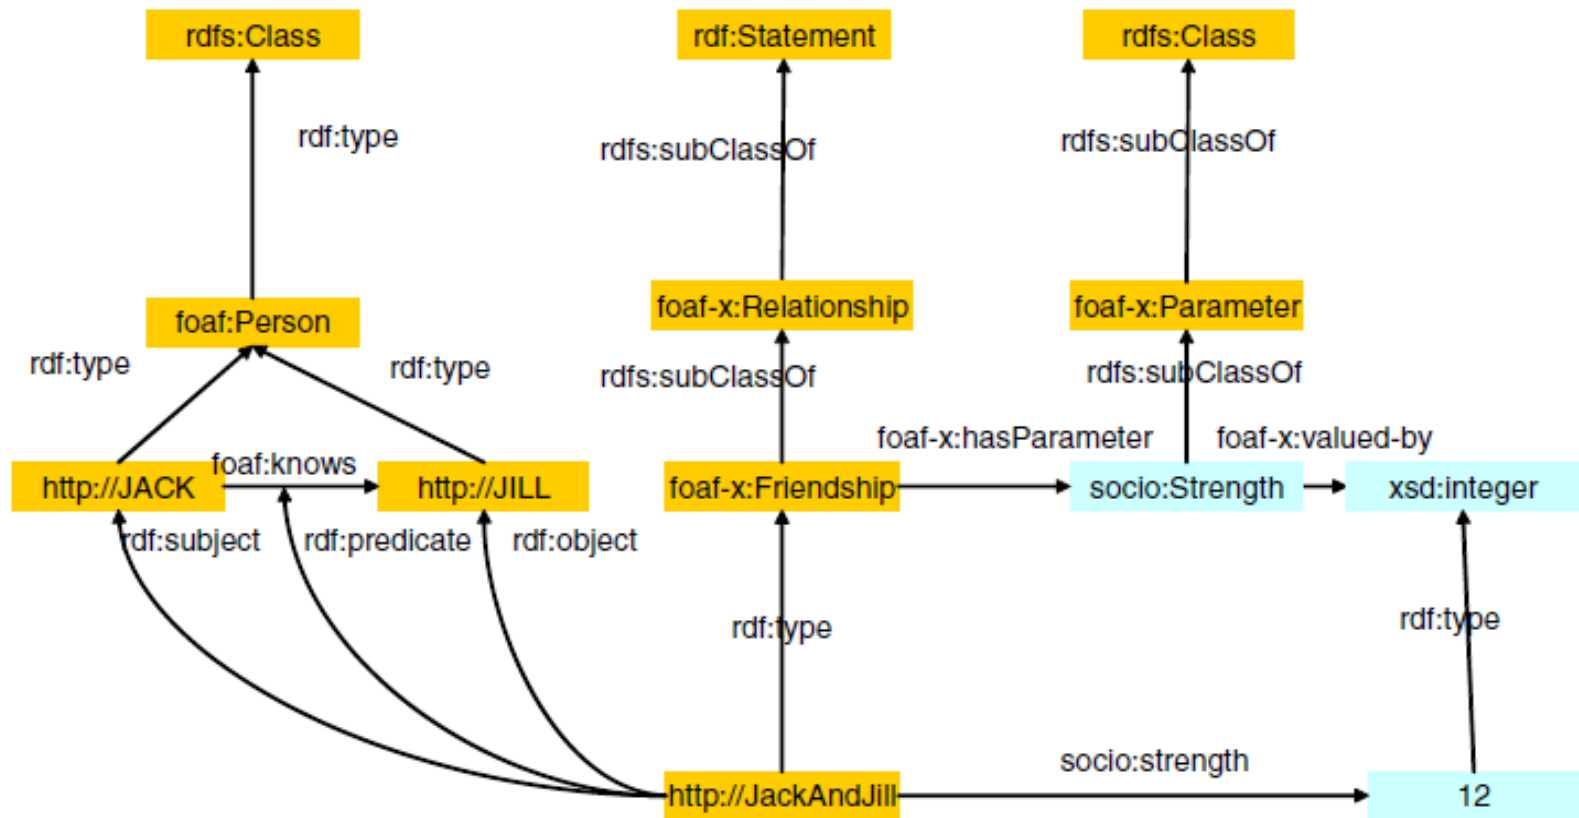 rdfs:Class
rdf:Statement
rdfs:Class
rdf:type
rdfs:subClassOf
rdfs:subClassOf
foaf:Person
foaf-x:Relationship
foaf-x:Parameter
rdf:type
rdf:type
rdfs:subClassOf
rdfs:subClassOf
foaf-x:hasParameter
foaf-x:valued-by
foaf:knows
http://JACK
http://JILL
foaf-x:Friendship
socio:Strength
xsd:integer
rdf:subject
rdf:predicate
rdf:object
rdf:type
rdf:type
socio:strength
http://JackAndJill
12